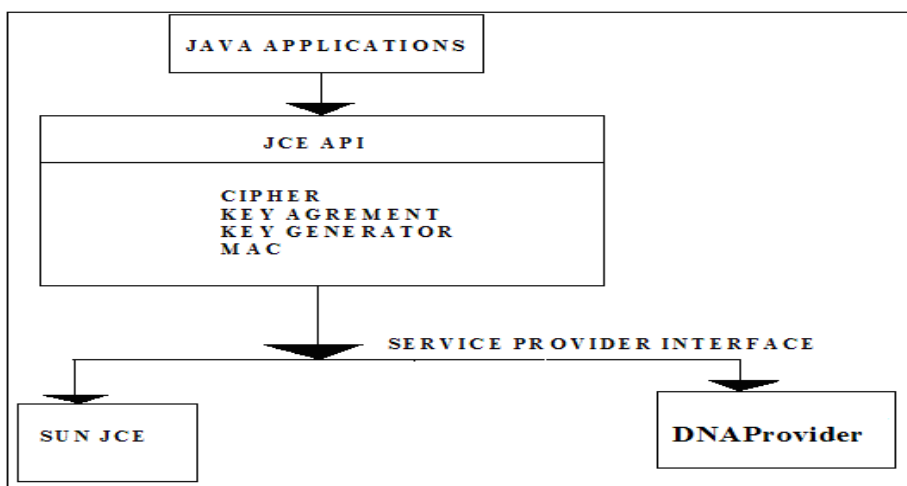 JAVA APPLICATIONS
JCE API
CIPHER
KEY AGREMENT
KEY GENERATOR
MAC
SERVICE PROVIDER INTERFACE
SUN JCE
DNAProvider